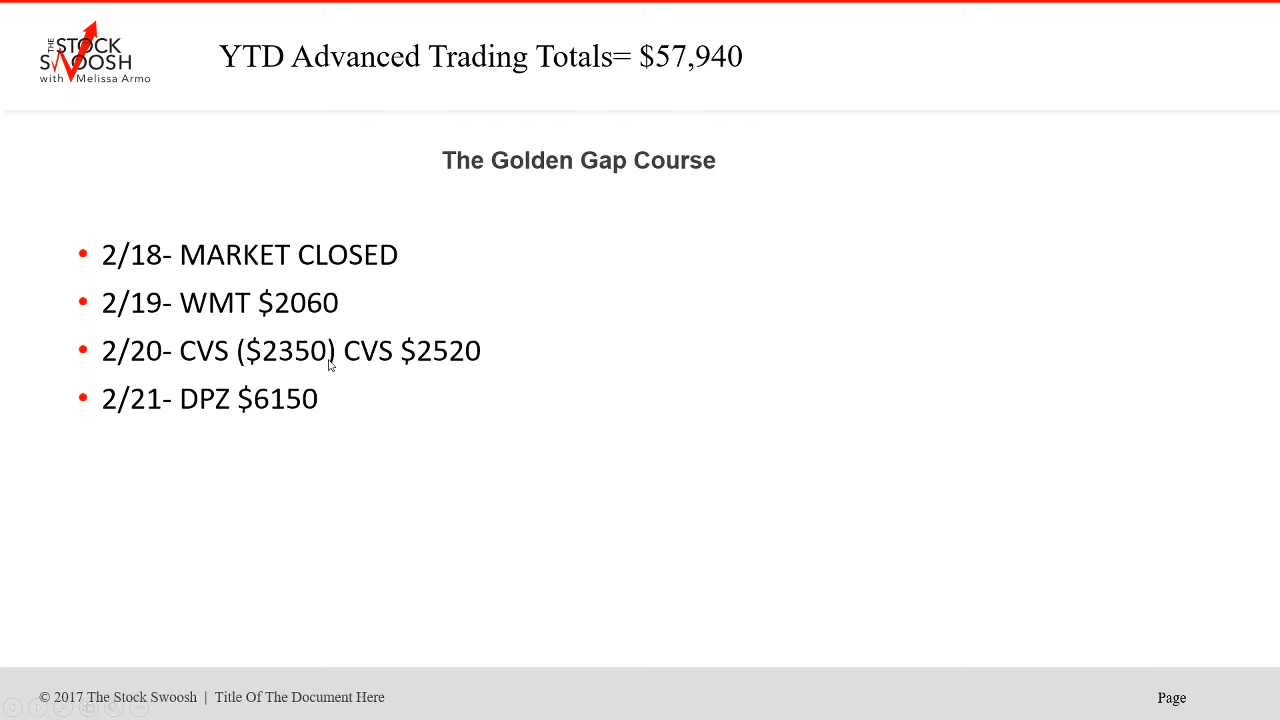 THE STOCK
SWOOSH
with Melissa Armo
YTD Advanced Trading Totals= $57,940
The Golden Gap Course
• 2/18- MARKET CLOSED
• 2/19- WMT $2060
• 2/20- CVS ($2350) CVS $2520
• 2/21- DPZ $6150
© 2017 The Stock Swoosh | Title Of The Document Here
Page